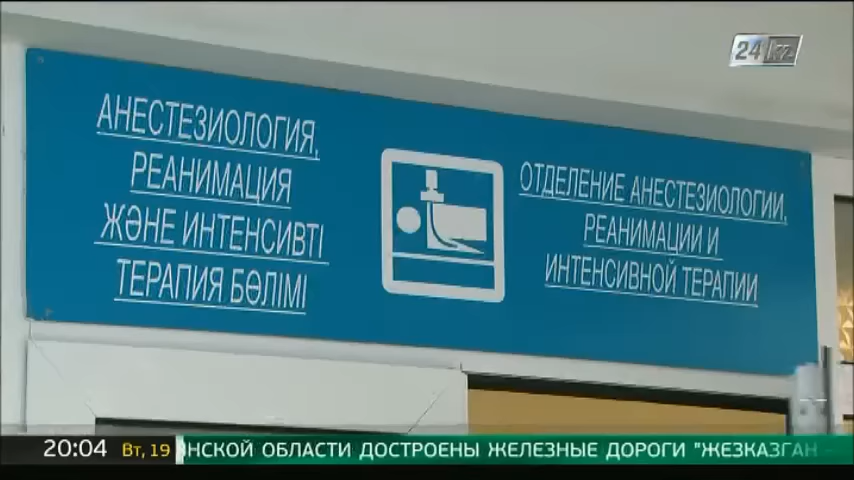 24 kz
АНЕСТЕЗИОЛОГИЯ,
РЕАНИМАЦИЯ
ЖӘНЕ ИНТЕНСИВТІ
ТЕРАПИЯ БӨЛІМІ
ОТДЕЛЕНИЕ АНЕСТЕЗИОЛОГИИ,
РЕАНИМАЦИИ И
ИНТЕНСИВНОЙ ТЕРАПИИ
20:04 Вт, 19 НСКОЙ ОБЛАСТИ ДОСТРОЕНЫ ЖЕЛЕЗНЫЕ ДОРОГИ "ЖЕЗКАЗГАН -